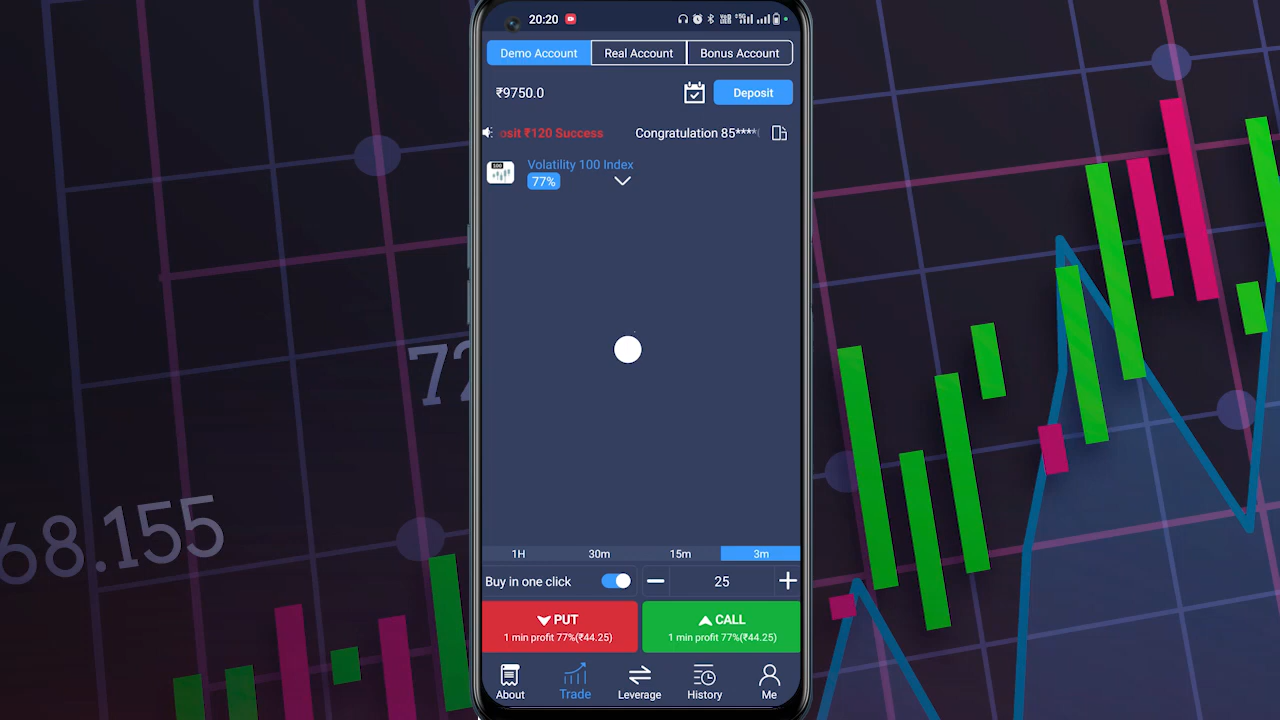 20:20
Demo Account Real Account Bonus Account
₹9750.0 Deposit
osit ₹120 Success Congratulation 85****
100 Volatility 100 Index
77%
72
68.155
1H 30m 15m 3m
Buy in one click 25
PUT CALL
1 min profit 77%(₹44.25) 1 min profit 77%(₹44.25)
About Trade Leverage History Me